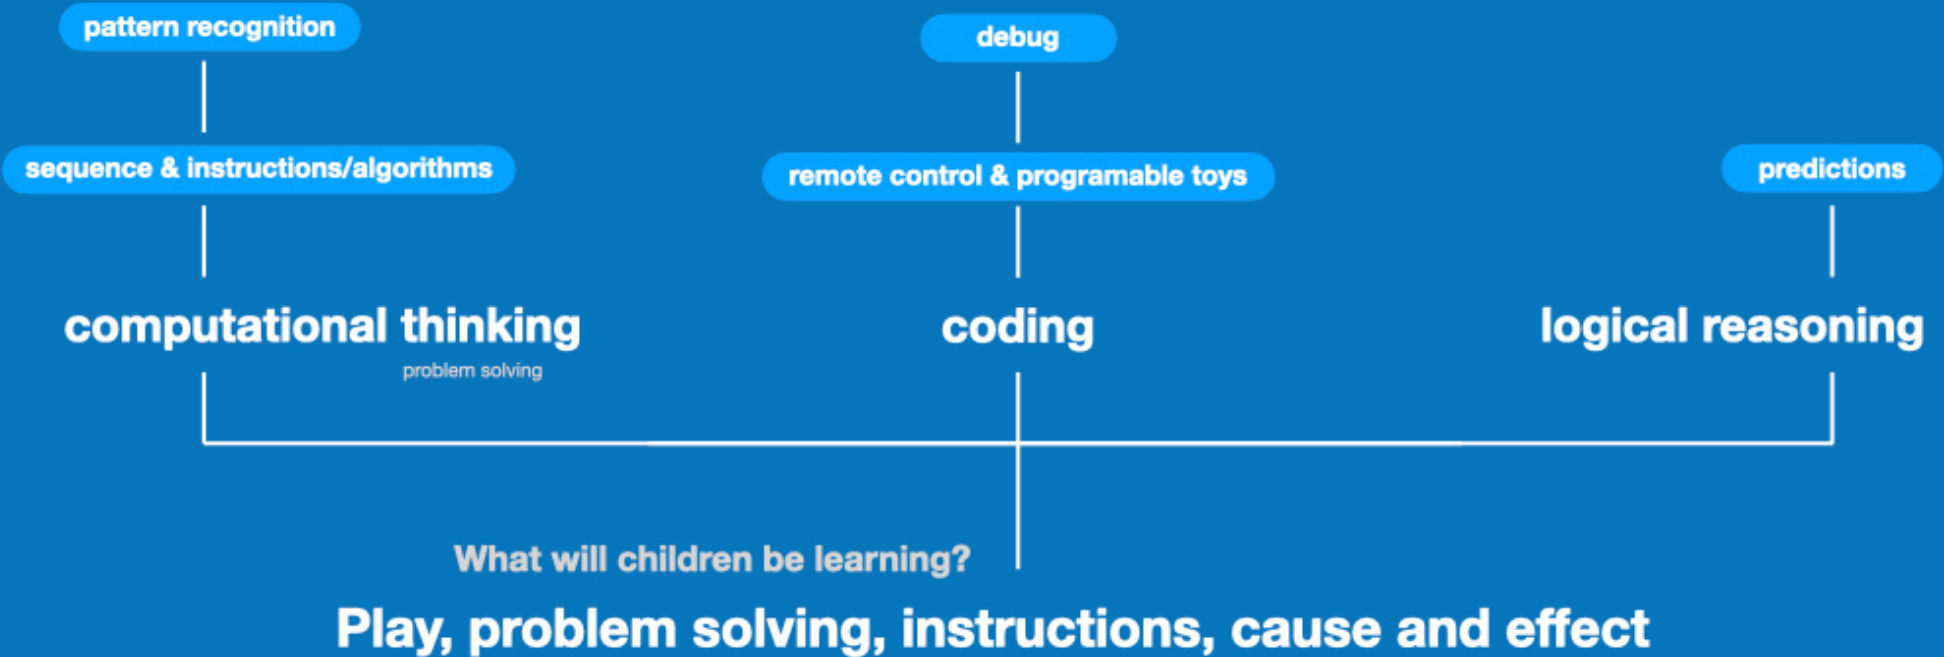 pattern recognition
debug
sequence & instructions/algorithms
remote control & programable toys
predictions
computational thinking
problem solving
coding
logical reasoning
What will children be learning?
Play, problem solving, instructions, cause and effect